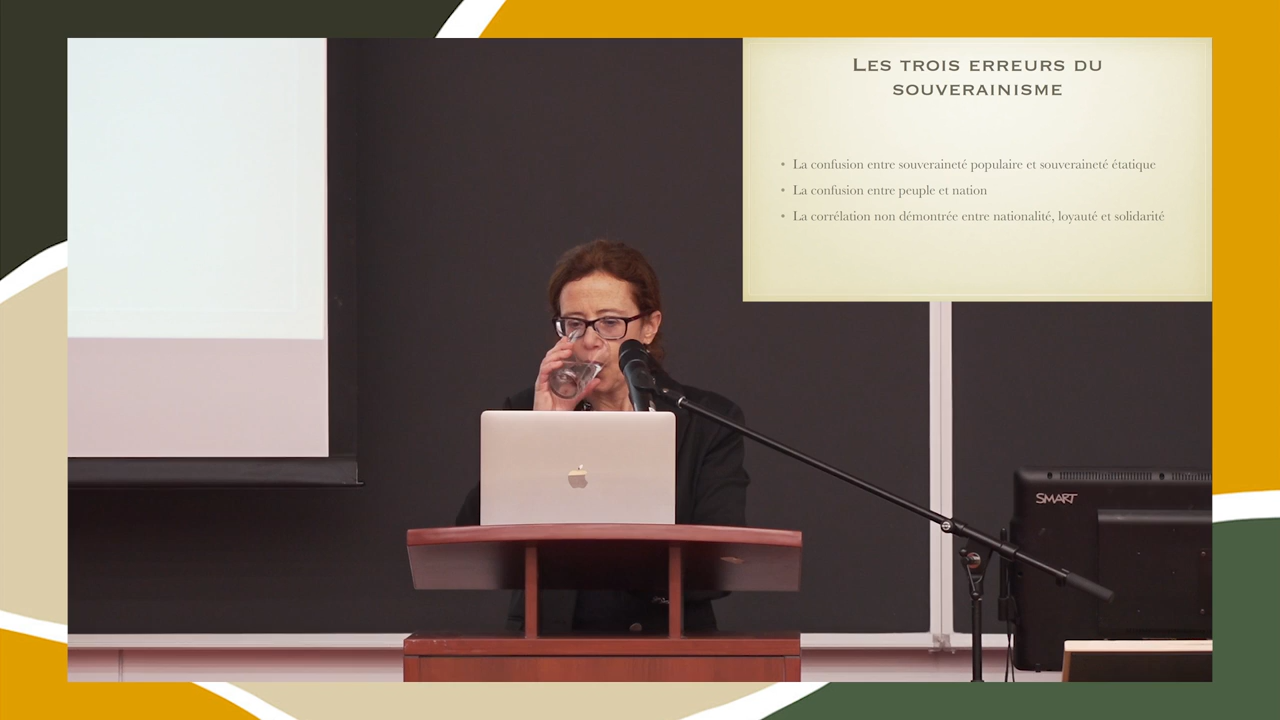 LES TROIS ERREURS DU
SOUVERAINISME
• La confusion entre souveraineté populaire et souveraineté étatique
• La confusion entre peuple et nation
• La corrélation non démontrée entre nationalité, loyauté et solidarité
SMART